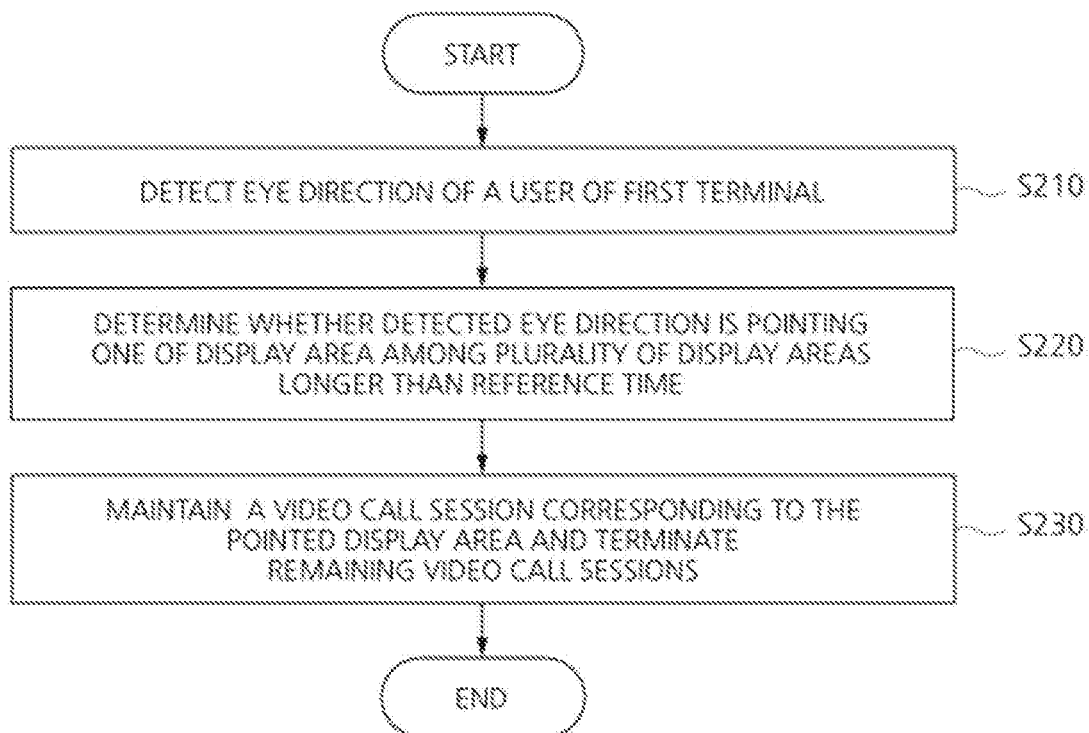 START
DETECT EYE DIRECTION OF A USER OF FIRST TERMINAL
S210
DETERMINE WHETHER DETECTED EYE DIRECTION IS POINTING
ONE OF DISPLAY AREA AMONG PLURALITY OF DISPLAY AREAS
LONGER THAN REFERENCE TIME
S220
MAINTAIN A VIDEO CALL SESSION CORRESPONDING TO THE
POINTED DISPLAY AREA AND TERMINATE
REMAINING VIDEO CALL SESSIONS
S230
END